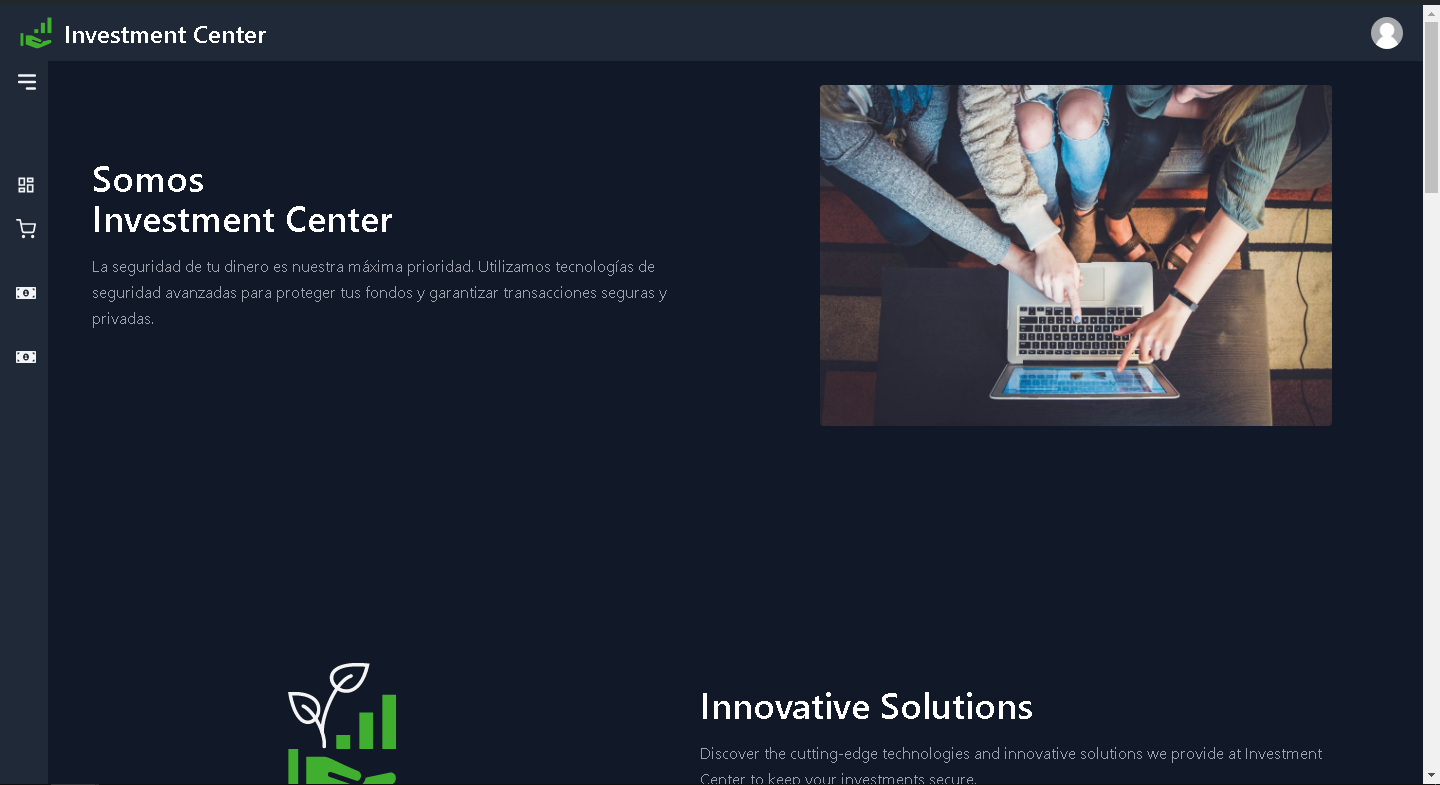 Investment Center
Somos
Investment Center
La seguridad de tu dinero es nuestra máxima prioridad. Utilizamos tecnologías de
seguridad avanzadas para proteger tus fondos y garantizar transacciones seguras y
privadas.
Innovative Solutions
Discover the cutting-edge technologies and innovative solutions we provide at Investment
Center to keep your investments secure.